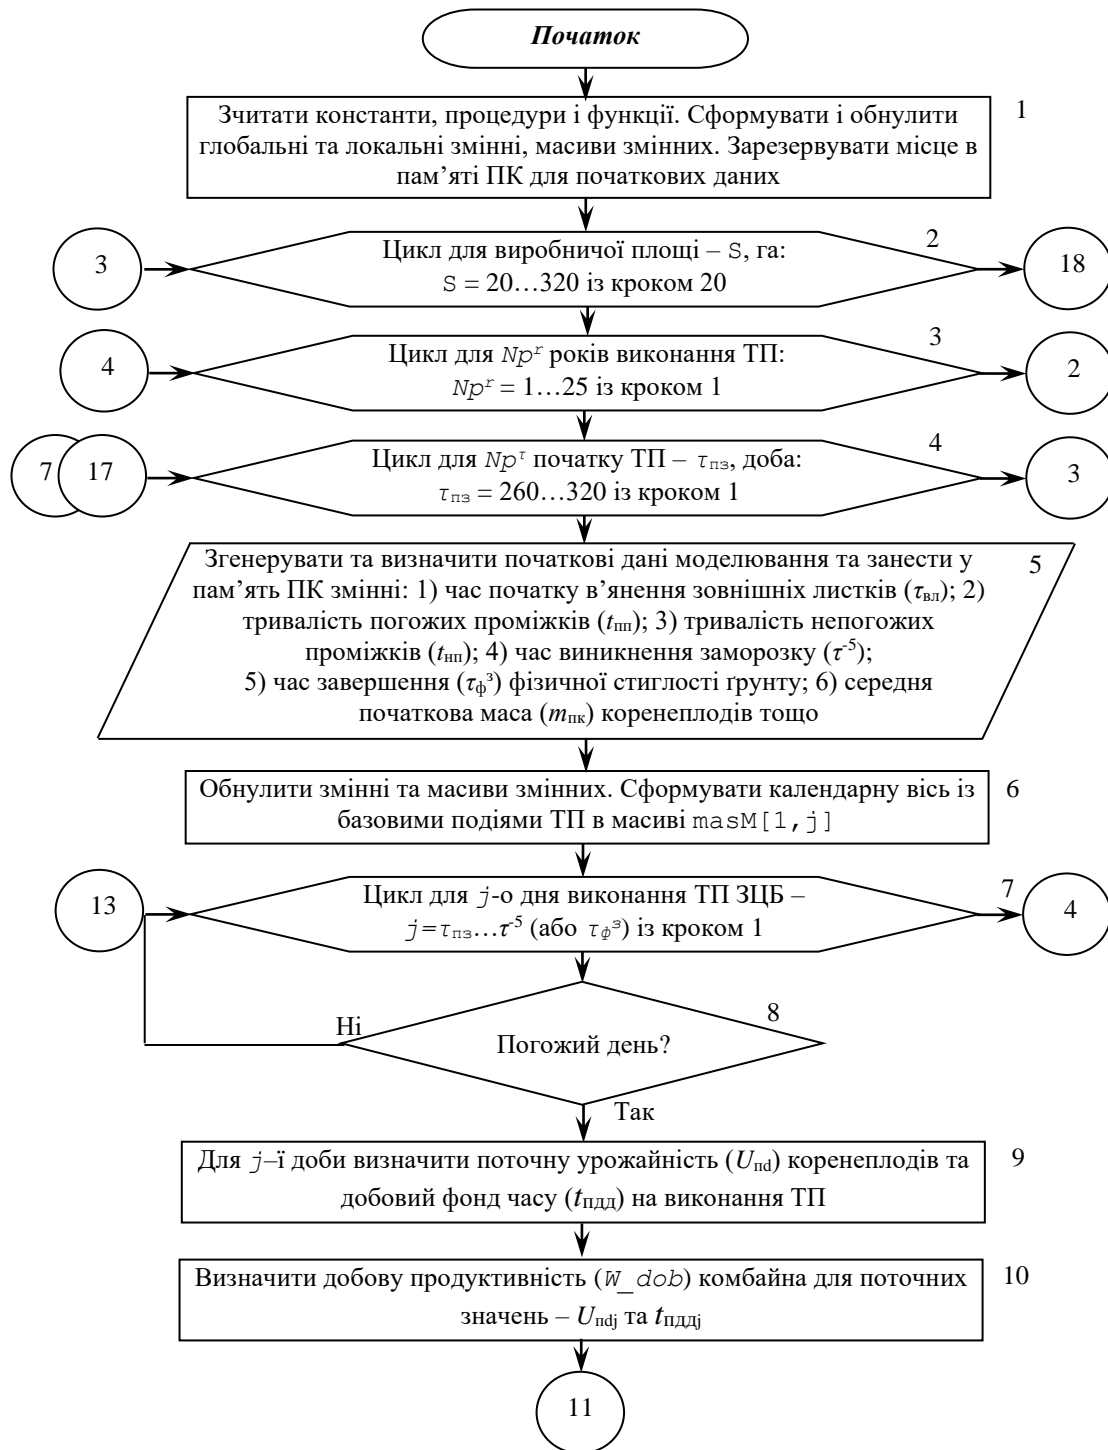 Початок
Зчитати константи, процедури і функції. Сформувати і обнулити
глобальні та локальні змінні, масиви змінних. Зарезервувати місце в
пам’яті ПК для початкових даних
1
3
Цикл для виробничої площі – S, га:
S = 20…320 із кроком 20
2
18
4
Цикл для Npʳ років виконання ТП:
Npʳ = 1…25 із кроком 1
3
2
7
17
Цикл для Npᵗ початку ТП – τпз, доба:
τпз = 260…320 із кроком 1
4
3
Згенерувати та визначити початкові дані моделювання та занести у
пам’ять ПК змінні: 1) час початку в’янення зовнішніх листків (τвл); 2)
тривалість погожих проміжків (tпп); 3) тривалість непогожих
проміжків (tнп); 4) час виникнення заморозку (τ⁻⁵);
5) час завершення (τфᶾ) фізичної стиглості ґрунту; 6) середня
початкова маса (mпк) коренеплодів тощо
5
Обнулити змінні та масиви змінних. Сформувати календарну вісь із
базовими подіями ТП в масиві masM[1,j]
6
13
Цикл для j-о дня виконання ТП ЗЦБ –
j=τпз…τ⁻⁵ (або τфᶾ) із кроком 1
7
4
Ні
8
Погожий день?
Так
Для j–ї доби визначити поточну урожайність (Uпd) коренеплодів та
добовий фонд часу (tпдд) на виконання ТП
9
Визначити добову продуктивність (W_dob) комбайна для поточних
значень – Uпdj та tпддj
10
11